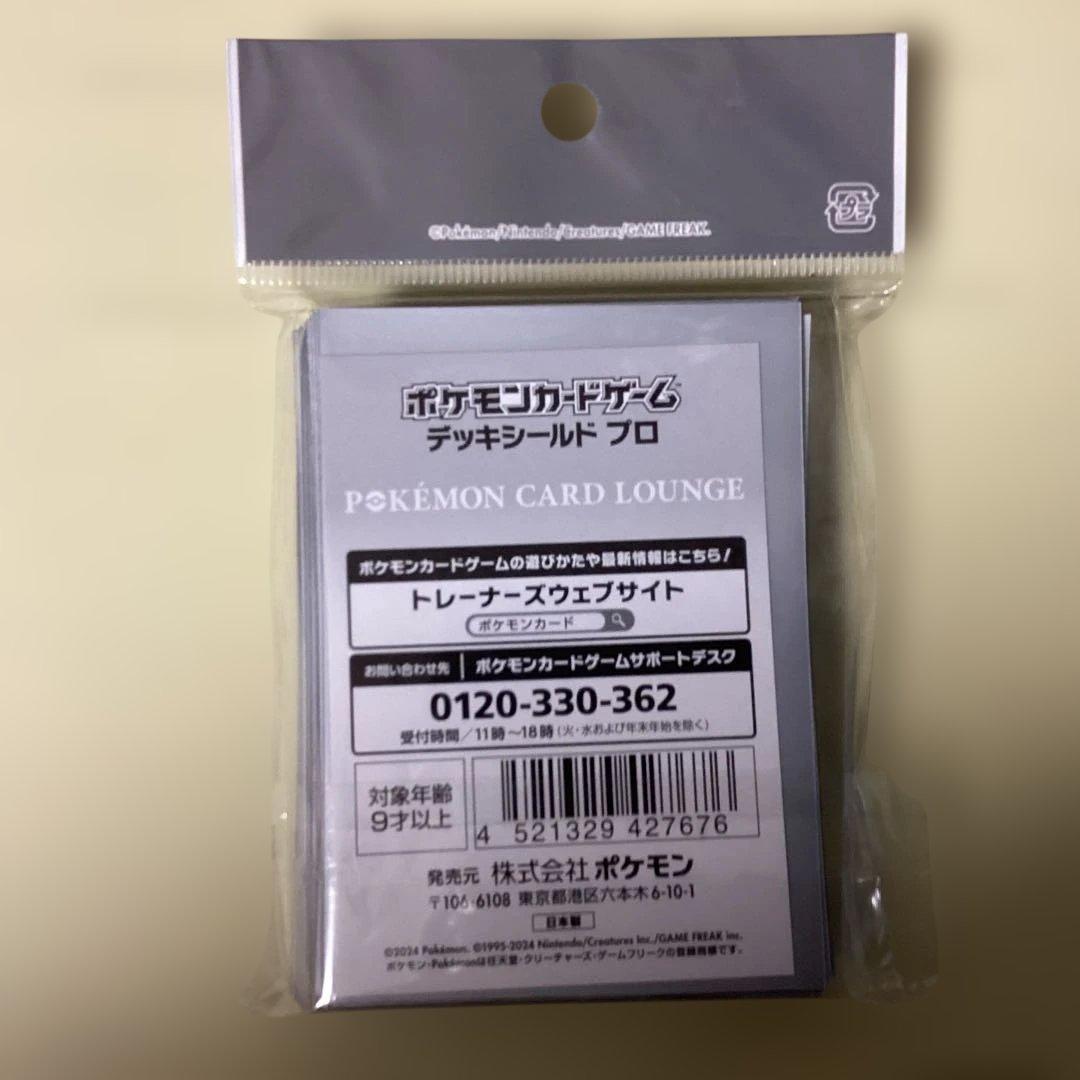 ©Pokémon/Nintendo/Creatures/GAME FREAK.
プラ
ポケモンカードゲーム™
デッキシールド プロ
POKÉMON CARD LOUNGE
ポケモンカードゲームの遊びかたや最新情報はこちら!
トレーナーズウェブサイト
ポケモンカード
お問い合わせ先 ポケモンカードゲームサポートデスク
0120-330-362
受付時間/11時~18時(火・水および年末年始を除く)
対象年齢
9才以上
4 521329 427676
発売元 株式会社 ポケモン
〒106-6108 東京都港区六本木6-10-1
日本製
©2024 Pokémon. ©1995-2024 Nintendo/Creatures Inc./GAME FREAK inc.
ポケモン・Pokémonは任天堂・クリーチャーズ・ゲームフリークの登録商標です。